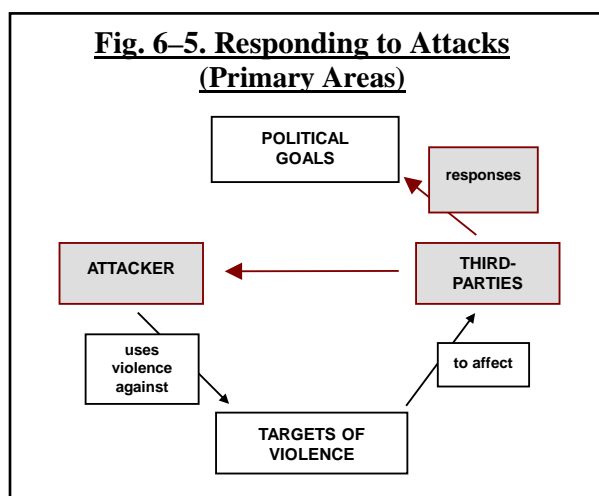 Fig. 6–5. Responding to Attacks
(Primary Areas)
POLITICAL
GOALS
responses
ATTACKER
THIRD-
PARTIES
uses
violence
against
to affect
TARGETS OF
VIOLENCE